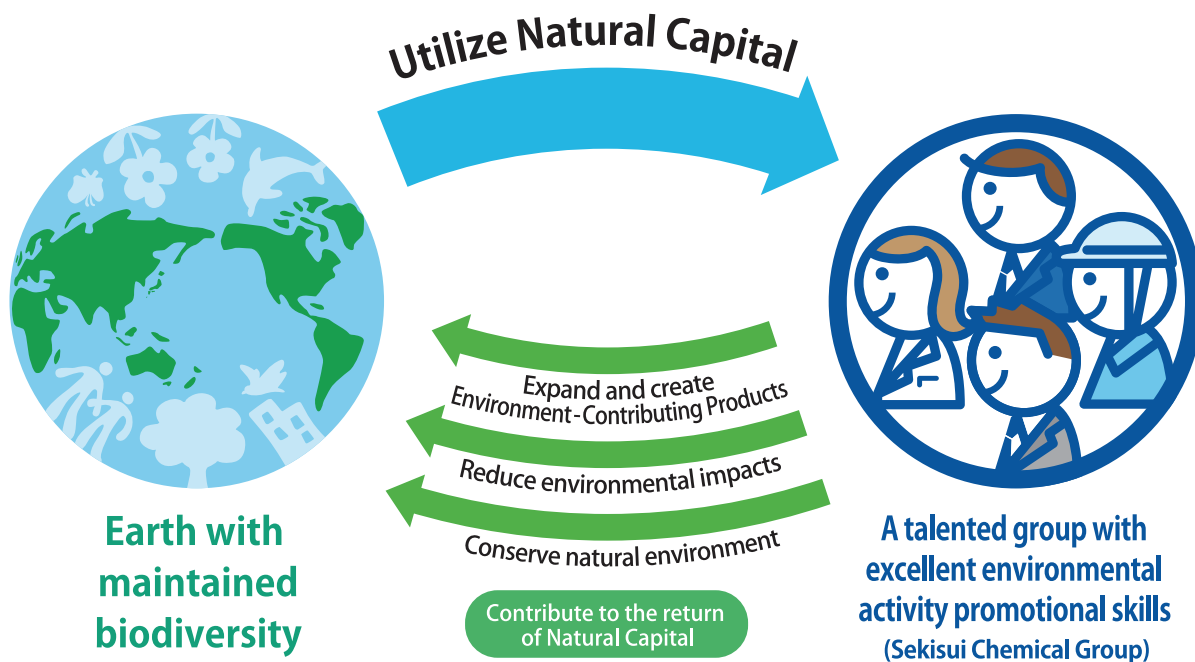 Utilize Natural Capital
Expand and create
Environment-Contributing Products
Reduce environmental impacts
Conserve natural environment
Contribute to the return
of Natural Capital
Earth with
maintained
biodiversity
A talented group with
excellent environmental
activity promotional skills
(Sekisui Chemical Group)